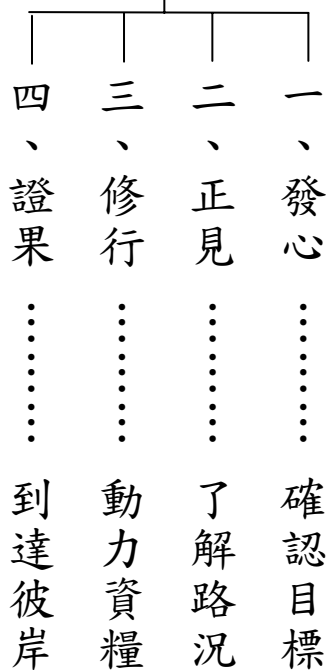 一、發心………確認目標
二、正見………了解路況
三、修行………動力資糧
四、證果………到達彼岸